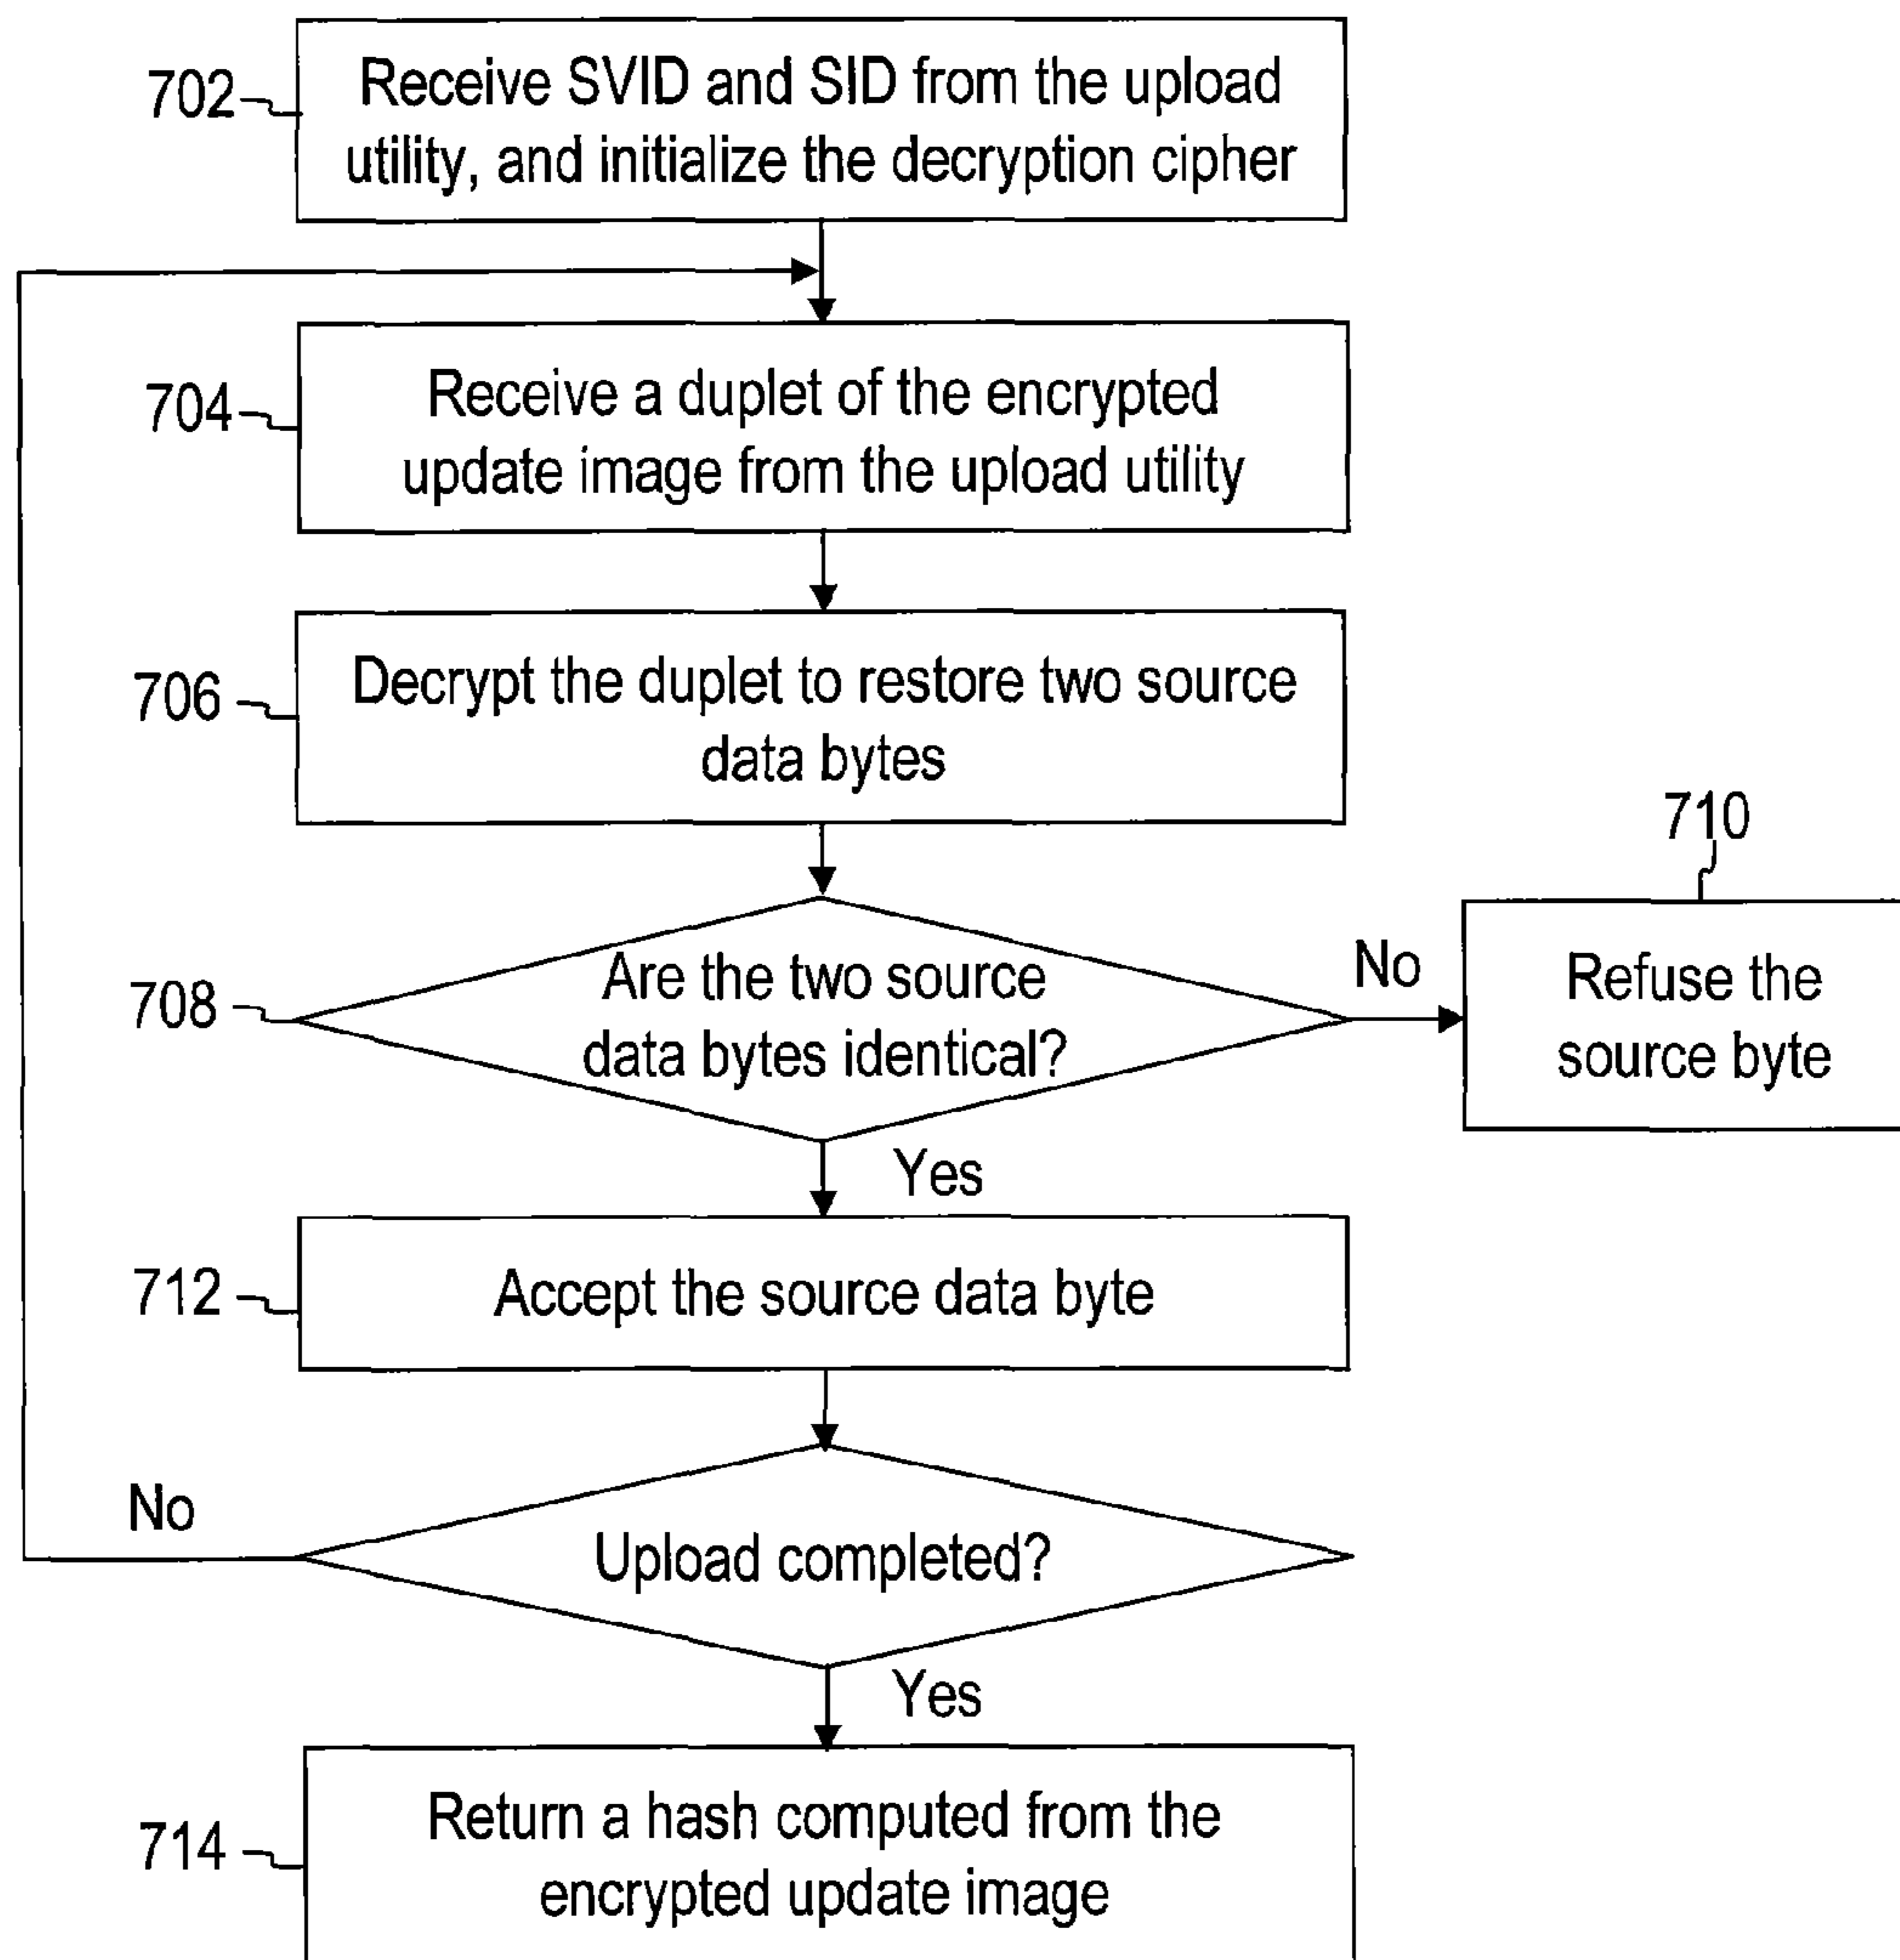 702
Receive SVID and SID from the upload
utility, and initialize the decryption cipher
704
Receive a duplet of the encrypted
update image from the upload utility
706
Decrypt the duplet to restore two source
data bytes
708
Are the two source
data bytes identical?
No
710
Refuse the
source byte
Yes
712
Accept the source data byte
No
Upload completed?
Yes
714
Return a hash computed from the
encrypted update image